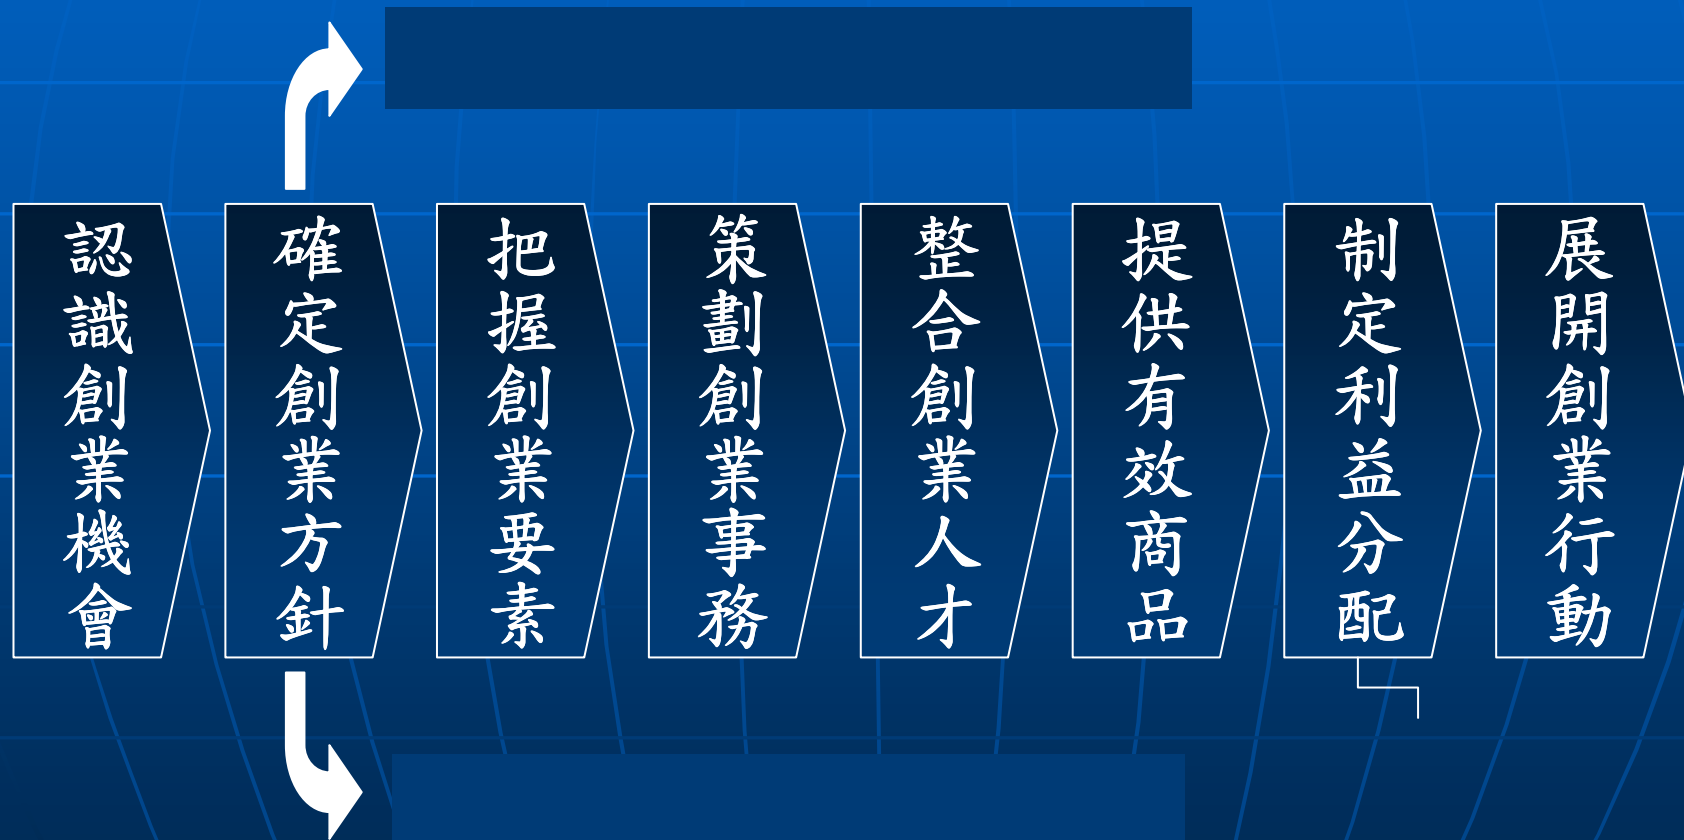 認識創業機會
確定創業方針
把握創業要素
策劃創業事務
整合創業人才
提供有效商品
制定利益分配
展開創業行動